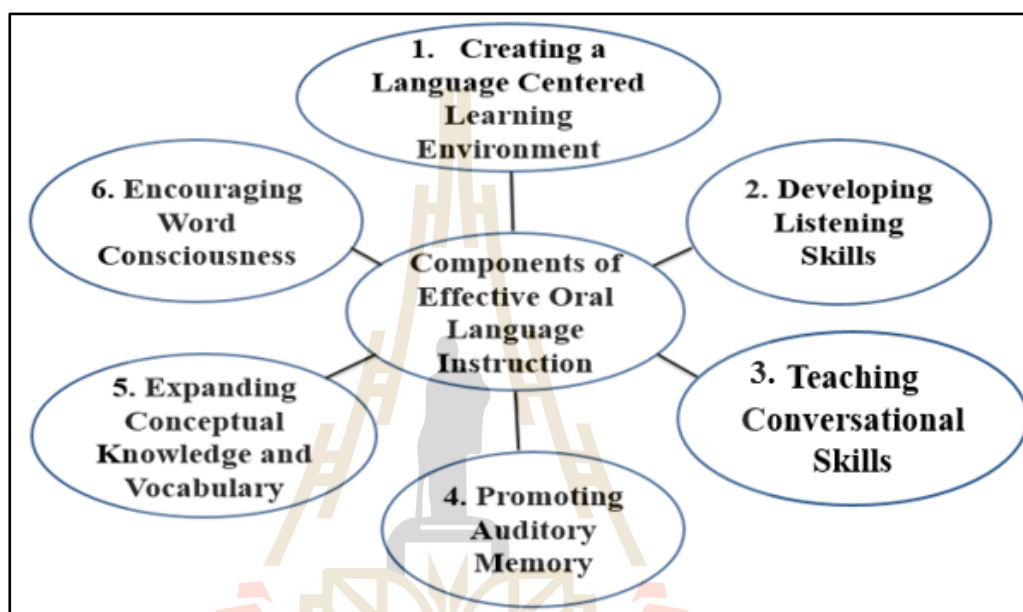 1. Creating a
Language Centered
Learning
Environment
2. Developing
Listening
Skills
3. Teaching
Conversational
Skills
4. Promoting
Auditory
Memory
5. Expanding
Conceptual
Knowledge and
Vocabulary
6. Encouraging
Word
Consciousness
Components of
Effective Oral
Language
Instruction